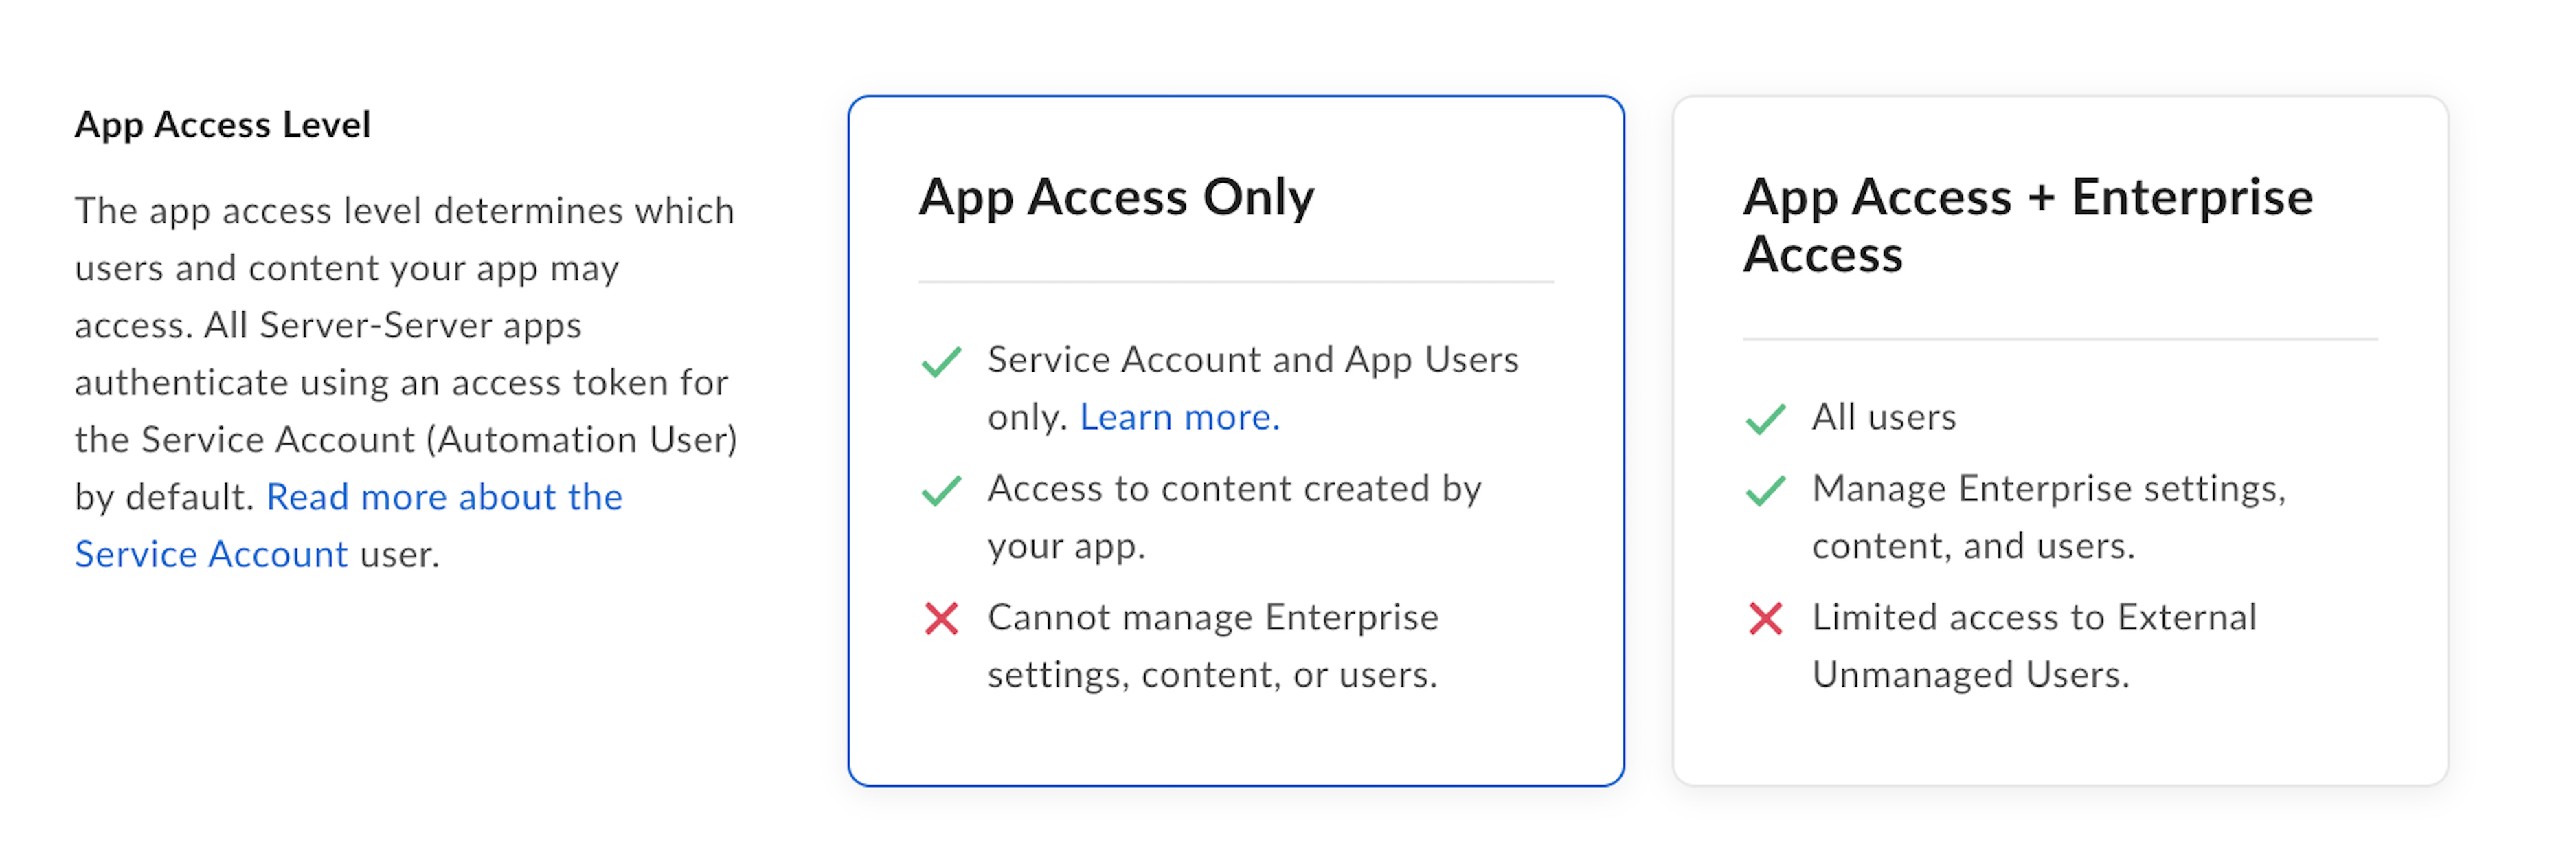 App Access Level
The app access level determines which
users and content your app may
access. All Server-Server apps
authenticate using an access token for
the Service Account (Automation User)
by default. Read more about the
Service Account user.
App Access Only
Service Account and App Users
only. Learn more.
Access to content created by
your app.
Cannot manage Enterprise
settings, content, or users.
App Access + Enterprise
Access
All users
Manage Enterprise settings,
content, and users.
Limited access to External
Unmanaged Users.